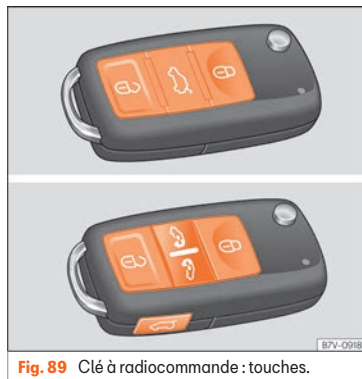 B7V-0918
Fig. 89 Clé à radiocommande : touches.